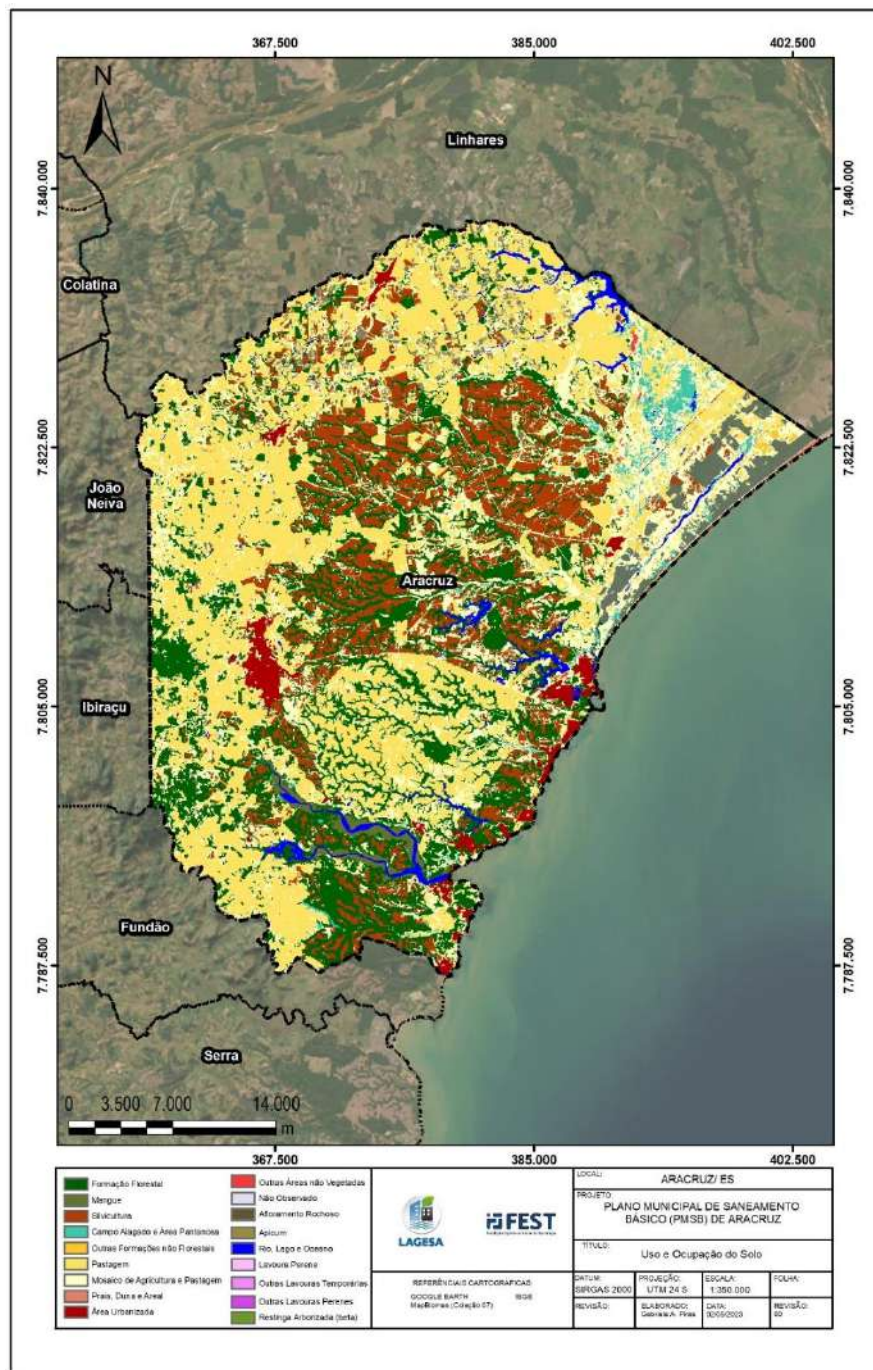 367.500 385.000 402.500
N
Linhares
7.840.000 7.840.000
Colatina
7.822.500 7.822.500
João
Neiva
Aracruz
7.805.000 7.805.000
Ibiraçu
Fundão
7.787.500 7.787.500
Serra
0 3.500 7.000 14.000
m
367.500 385.000 402.500
Formação Florestal
Mangue
Silvicultura
Campo Alagado e Área Pantanosa
Outras Formações não Florestais
Pastagem
Mosaico de Agricultura e Pastagem
Praia, Duna e Areal
Área Urbanizada
Outras Áreas não Vegetadas
Não Observado
Afloramento Rochoso
Apicum
Rio, Lago e Oceano
Lavoura Perene
Outras Lavouras Temporárias
Outras Lavouras Perenes
Restinga Arborizada (beta)
LAGESA
FEST
REFERÊNCIAS CARTOGRÁFICAS:
GOOGLE EARTH IBGE
MapBiomas (Coleção 07)
LOCAL:
ARACRUZ/ ES
PROJETO:
PLANO MUNICIPAL DE SANEAMENTO
BÁSICO (PMSB) DE ARACRUZ
TÍTULO:
Uso e Ocupação do Solo
DATUM: PROJEÇÃO: ESCALA: FOLHA:
SIRGAS 2000 UTM 24 S 1:350.000
REVISÃO: ELABORADO: DATA: REVISÃO:
Gabriela A. Pires 02/05/2023 00